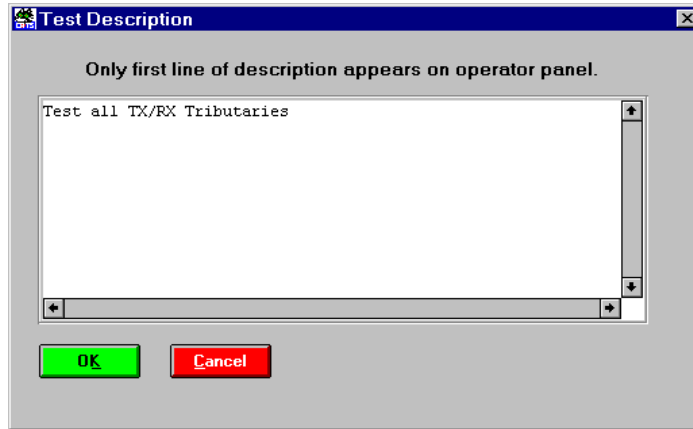 Test Description
Only first line of description appears on operator panel.
Test all TX/RX Tributaries
OK
Cancel